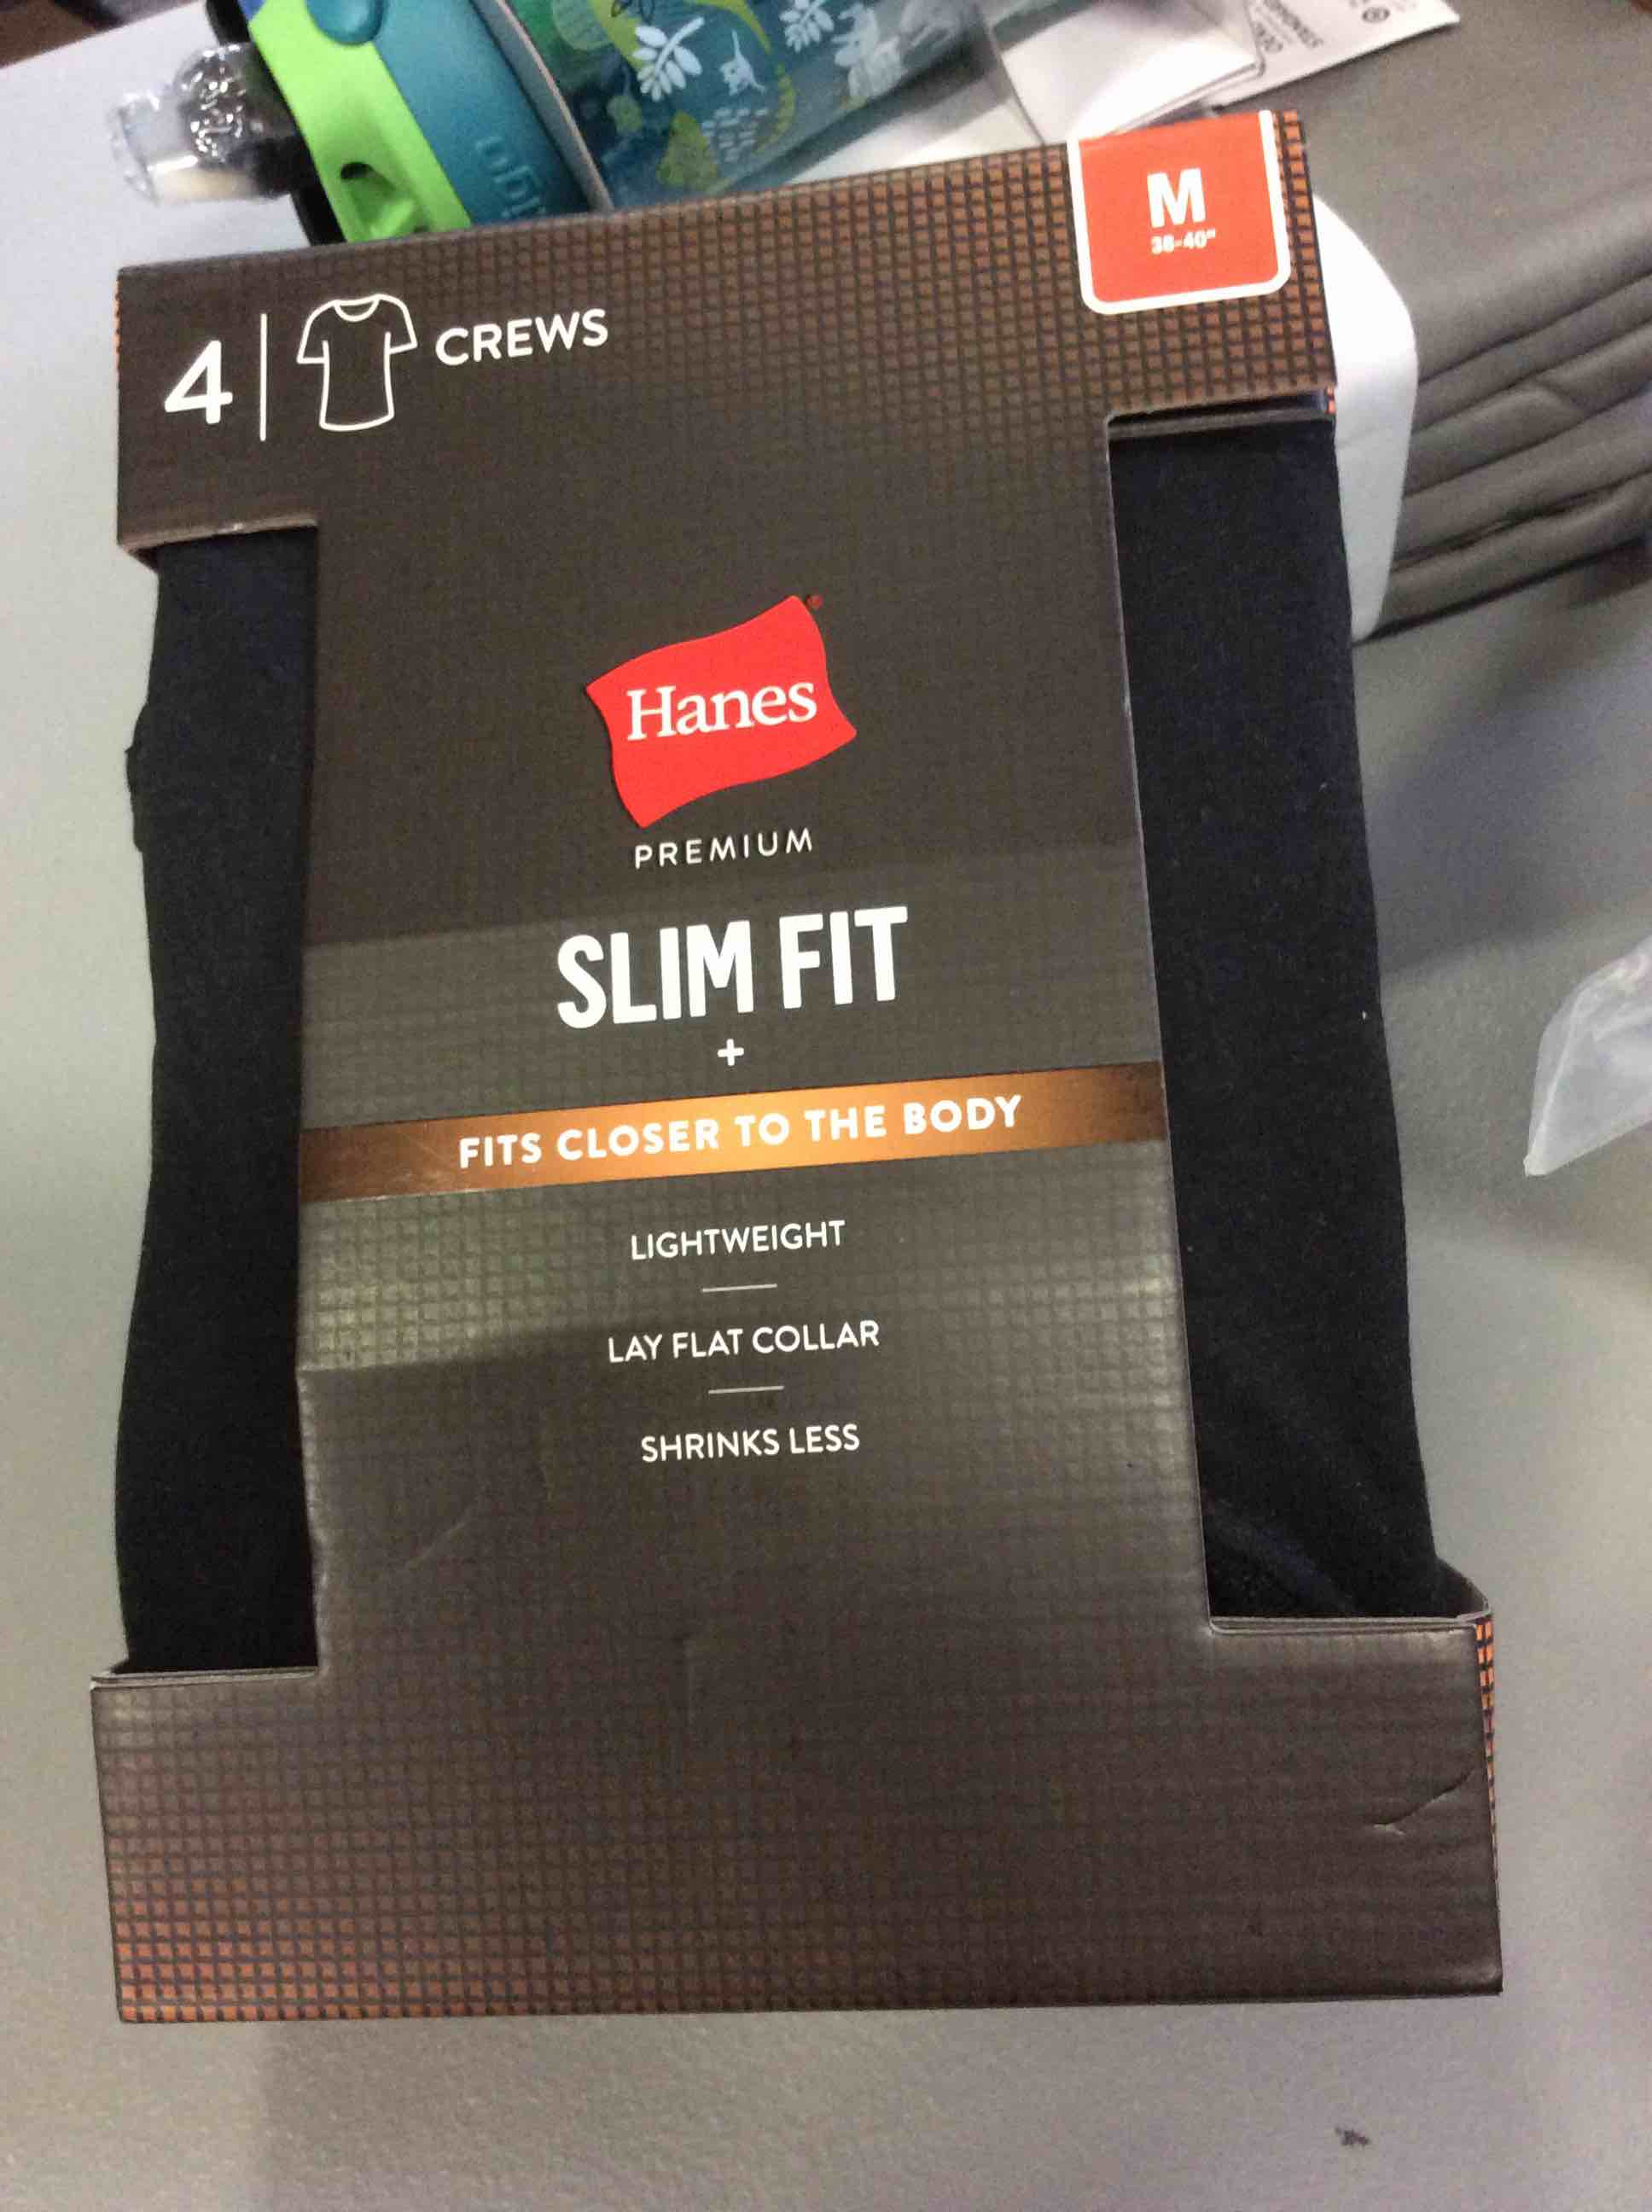 M
38-40"
4
CREWS
Hanes®
PREMIUM
SLIM FIT
+
FITS CLOSER TO THE BODY
LIGHTWEIGHT
LAY FLAT COLLAR
SHRINKS LESS